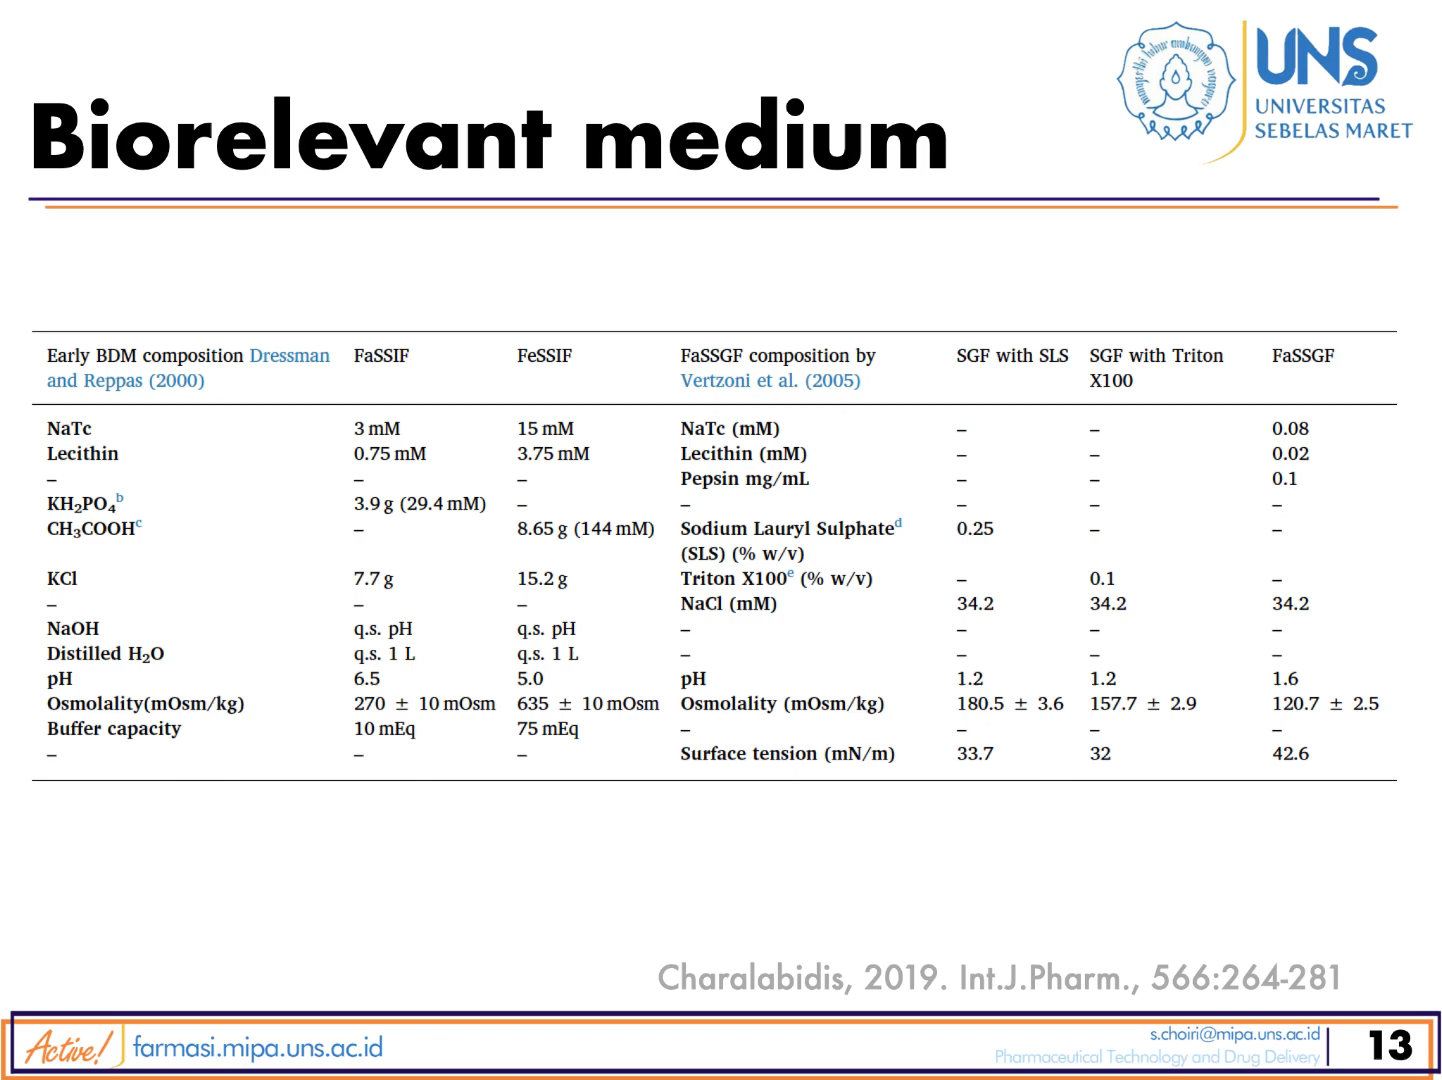 UNS
UNIVERSITAS
SEBELAS MARET
Biorelevant medium
Early BDM composition Dressman and Reppas (2000) FaSSIF FeSSIF FaSSGF composition by Vertzoni et al. (2005) SGF with SLS SGF with Triton X100 FaSSGF
NaTc 3 mM 15 mM NaTc (mM) – – 0.08
Lecithin 0.75 mM 3.75 mM Lecithin (mM) – – 0.02
– – – Pepsin mg/mL – – 0.1
KH₂PO₄ᵇ 3.9 g (29.4 mM) – – – – –
CH₃COOHᶜ – 8.65 g (144 mM) Sodium Lauryl Sulphateᵈ (SLS) (% w/v) 0.25 – –
KCl 7.7 g 15.2 g Triton X100ᵉ (% w/v) – 0.1 –
– – – NaCl (mM) 34.2 34.2 34.2
NaOH q.s. pH q.s. pH – – – –
Distilled H₂O q.s. 1 L q.s. 1 L – – – –
pH 6.5 5.0 pH 1.2 1.2 1.6
Osmolality(mOsm/kg) 270 ± 10 mOsm 635 ± 10 mOsm Osmolality (mOsm/kg) 180.5 ± 3.6 157.7 ± 2.9 120.7 ± 2.5
Buffer capacity 10 mEq 75 mEq – – – –
– – – Surface tension (mN/m) 33.7 32 42.6
Charalabidis, 2019. Int.J.Pharm., 566:264-281
Active! farmasi.mipa.uns.ac.id
s.choiri@mipa.uns.ac.id
Pharmaceutical Technology and Drug Delivery
13